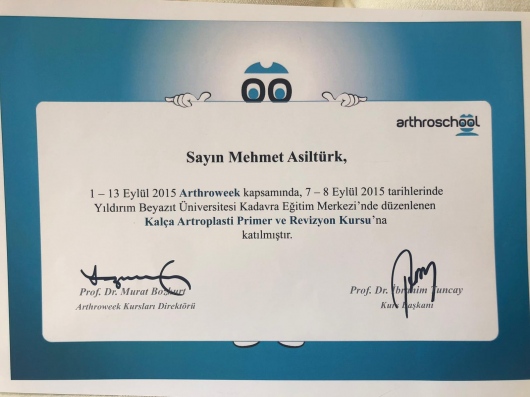 arthroschool
Sayın Mehmet Asiltürk,
1 – 13 Eylül 2015 Arthroweek kapsamında, 7 – 8 Eylül 2015 tarihlerinde
Yıldırım Beyazıt Üniversitesi Kadavra Eğitim Merkezi’nde düzenlenen
Kalça Artroplasti Primer ve Revizyon Kursu’na
katılmıştır.
Prof. Dr. Murat Bozkurt
Arthroweek Kursları Direktörü
Prof. Dr. İbrahim Tuncay
Kurs Başkanı